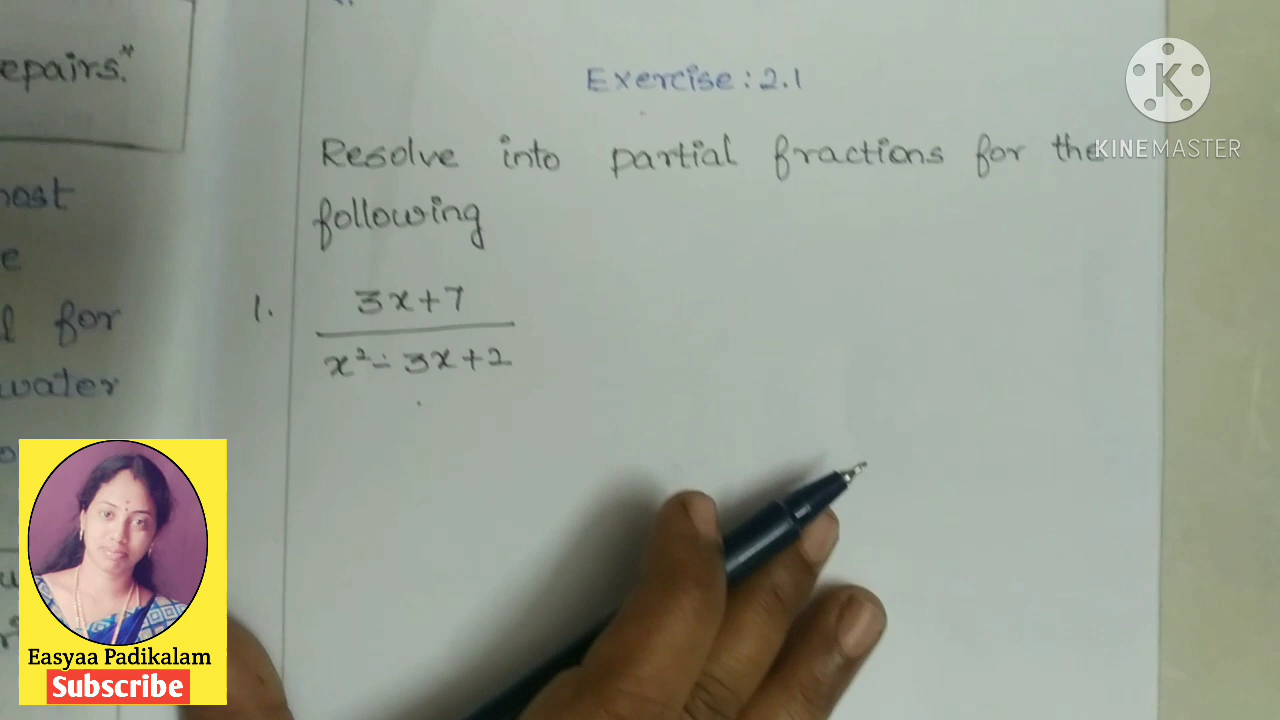 epairs.*
Exercise: 2.1
KINEMASTER
Resolve into partial fractions for the
following
1. 3x+7
x² - 3x+2
for
water
Easyaa Padikalam
Subscribe